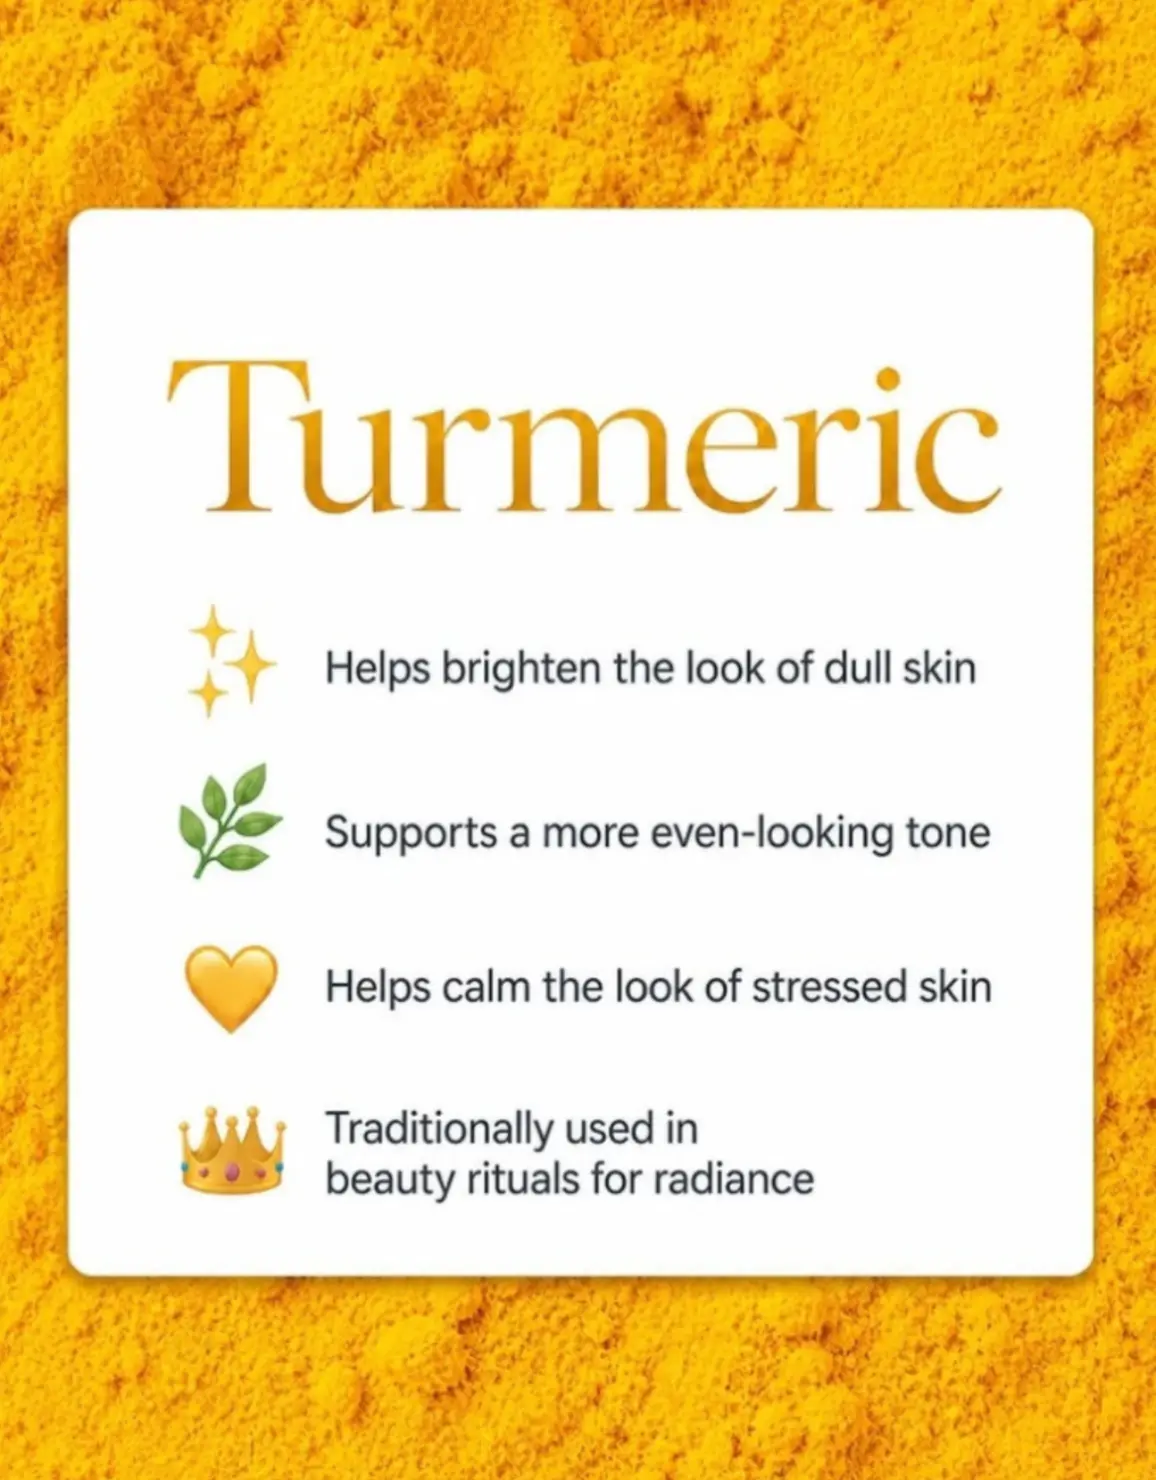 Turmeric
Helps brighten the look of dull skin
Supports a more even-looking tone
Helps calm the look of stressed skin
Traditionally used in
beauty rituals for radiance